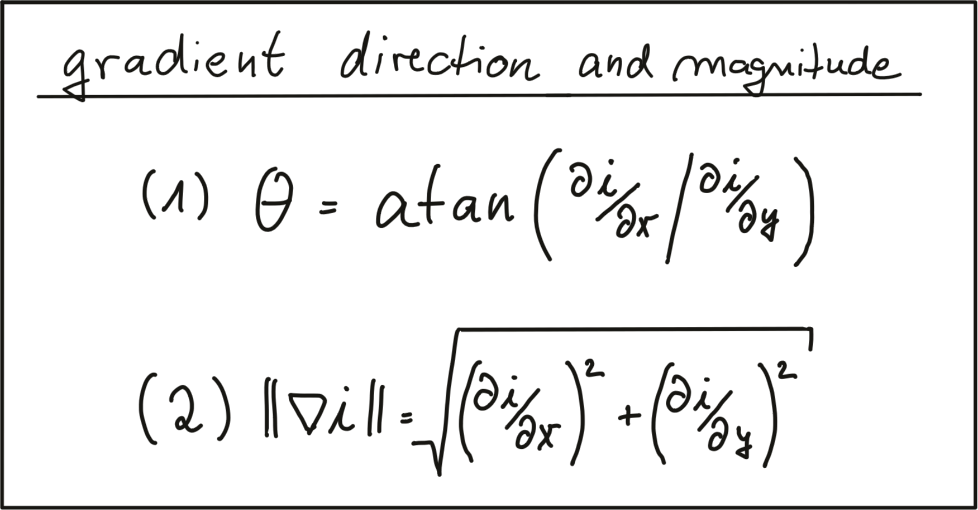 gradient direction and magnitude
(1) θ = atan(∂i/∂x / ∂i/∂y)
(2) ‖∇i‖ = √((∂i/∂x)² + (∂i/∂y)²)